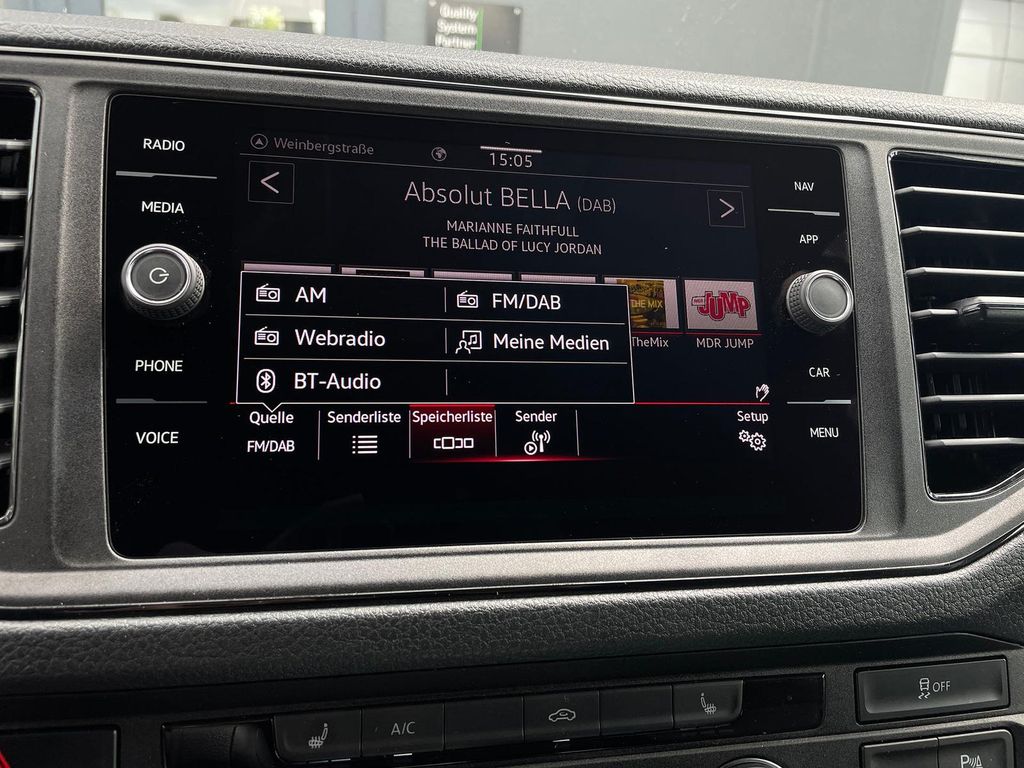 Quality
System
Partner
RADIO
MEDIA
PHONE
VOICE
Weinbergstraße
15:05
Absolut BELLA (DAB)
MARIANNE FAITHFULL
THE BALLAD OF LUCY JORDAN
AM
FM/DAB
Webradio
Meine Medien
BT-Audio
THE MIX
TheMix
JUMP
MDR JUMP
Quelle
FM/DAB
Senderliste
Speicherliste
Sender
Setup
NAV
APP
CAR
MENU
A/C
OFF
P